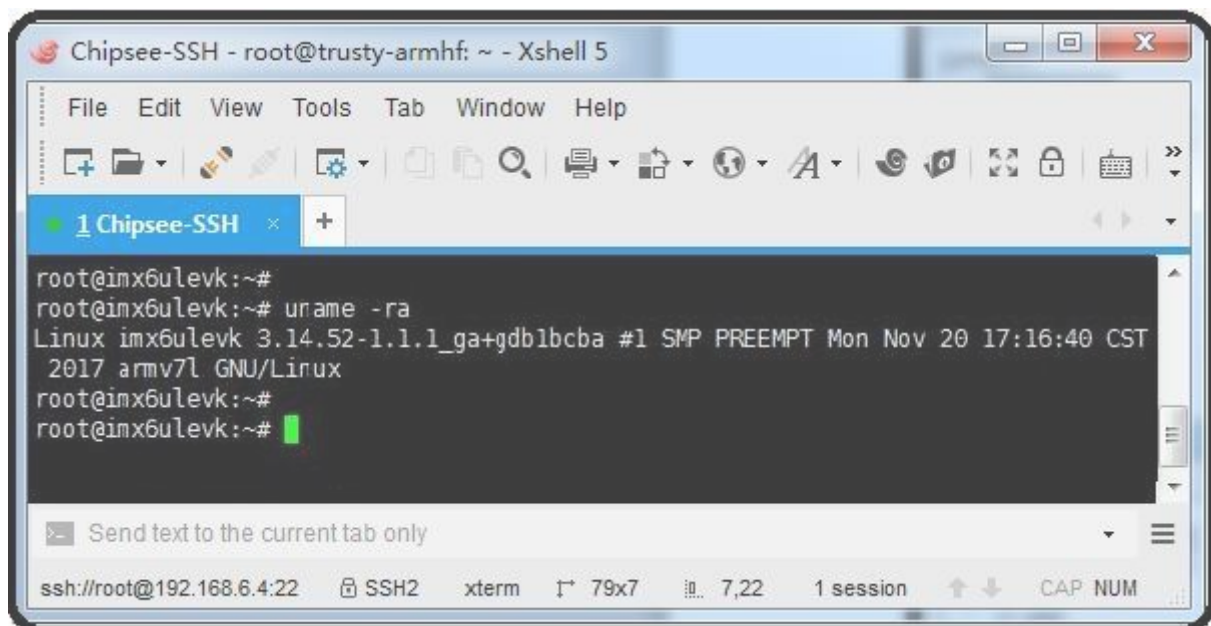 Chipsee-SSH - root@trusty-armhf: ~ - Xshell 5
File Edit View Tools Tab Window Help
1 Chipsee-SSH
root@imx6ulevk:~#
root@imx6ulevk:~# uname -ra
Linux imx6ulevk 3.14.52-1.1.1_ga+gdb1bcba #1 SMP PREEMPT Mon Nov 20 17:16:40 CST
2017 armv7l GNU/Linux
root@imx6ulevk:~#
root@imx6ulevk:~#
Send text to the current tab only
ssh://root@192.168.6.4:22 SSH2 xterm 79x7 7,22 1 session CAP NUM